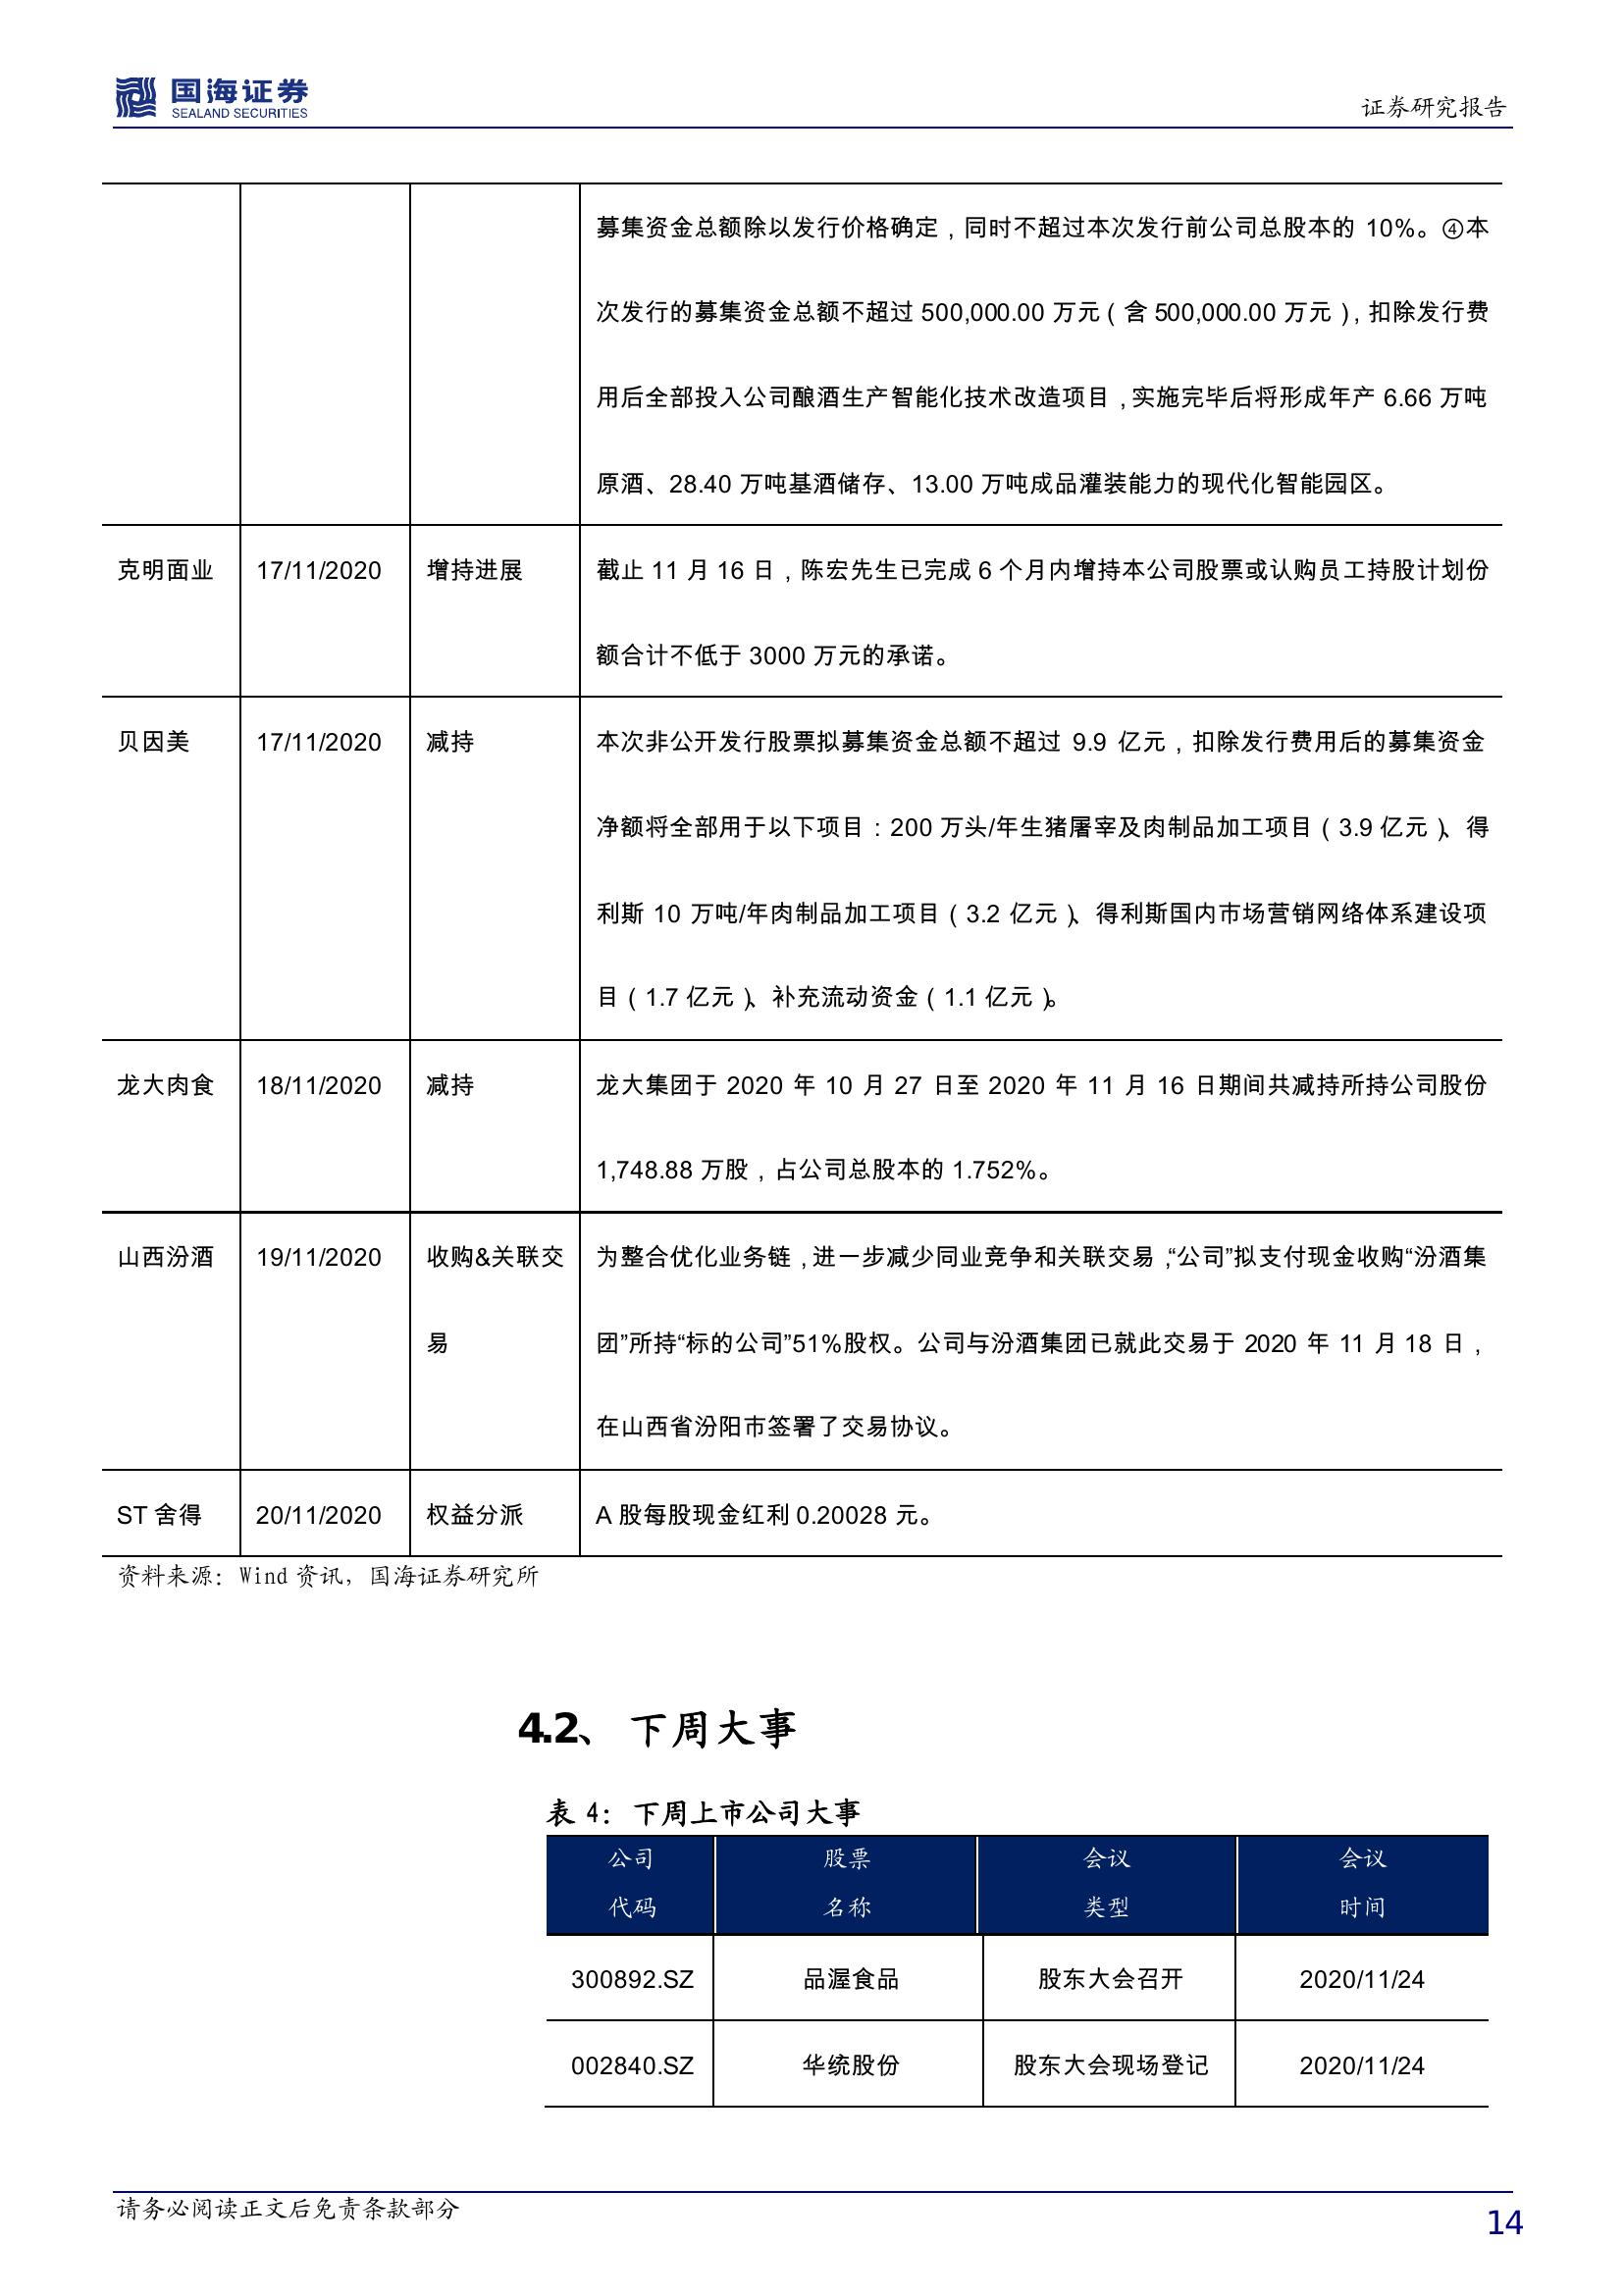 国海证券
SEALAND SECURITIES
证券研究报告
募集资金总额除以发行价格确定，同时不超过本次发行前公司总股本的 10%。④本
次发行的募集资金总额不超过 500,000.00 万元（含 500,000.00 万元），扣除发行费
用后全部投入公司酿酒生产智能化技术改造项目，实施完毕后将形成年产 6.66 万吨
原酒、28.40 万吨基酒储存、13.00 万吨成品灌装能力的现代化智能园区。
克明面业 17/11/2020 增持进展 截止 11 月 16 日，陈宏先生已完成 6 个月内增持本公司股票或认购员工持股计划份
额合计不低于 3000 万元的承诺。
贝因美 17/11/2020 减持 本次非公开发行股票拟募集资金总额不超过 9.9 亿元，扣除发行费用后的募集资金
净额将全部用于以下项目：200 万头/年生猪屠宰及肉制品加工项目（3.9 亿元）、得
利斯 10 万吨/年肉制品加工项目（3.2 亿元）、得利斯国内市场营销网络体系建设项
目（1.7 亿元）、补充流动资金（1.1 亿元）。
龙大肉食 18/11/2020 减持 龙大集团于 2020 年 10 月 27 日至 2020 年 11 月 16 日期间共减持所持公司股份
1,748.88 万股，占公司总股本的 1.752%。
山西汾酒 19/11/2020 收购&关联交 为整合优化业务链，进一步减少同业竞争和关联交易，“公司”拟支付现金收购“汾酒集
易 团”所持“标的公司”51%股权。公司与汾酒集团已就此交易于 2020 年 11 月 18 日，
在山西省汾阳市签署了交易协议。
ST 舍得 20/11/2020 权益分派 A 股每股现金红利 0.20028 元。
资料来源：Wind 资讯，国海证券研究所
4.2、 下周大事
表 4：下周上市公司大事
公司 股票 会议 会议
代码 名称 类型 时间
300892.SZ 品渥食品 股东大会召开 2020/11/24
002840.SZ 华统股份 股东大会现场登记 2020/11/24
请务必阅读正文后免责条款部分
14